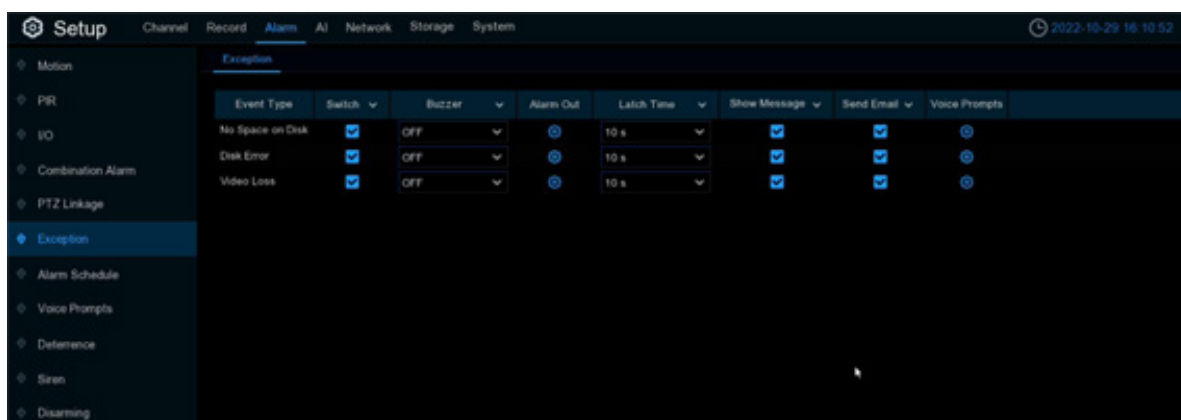 Setup Channel Record Alarm AI Network Storage System 2022-10-29 16:10:52
Motion
Exception
PIR
Event Type Switch Buzzer Alarm Out Latch Time Show Message Send Email Voice Prompts
I/O
No Space on Disk OFF 10 s
Disk Error OFF 10 s
Combination Alarm
Video Loss OFF 10 s
PTZ Linkage
Exception
Alarm Schedule
Voice Prompts
Deterrence
Siren
Disarming